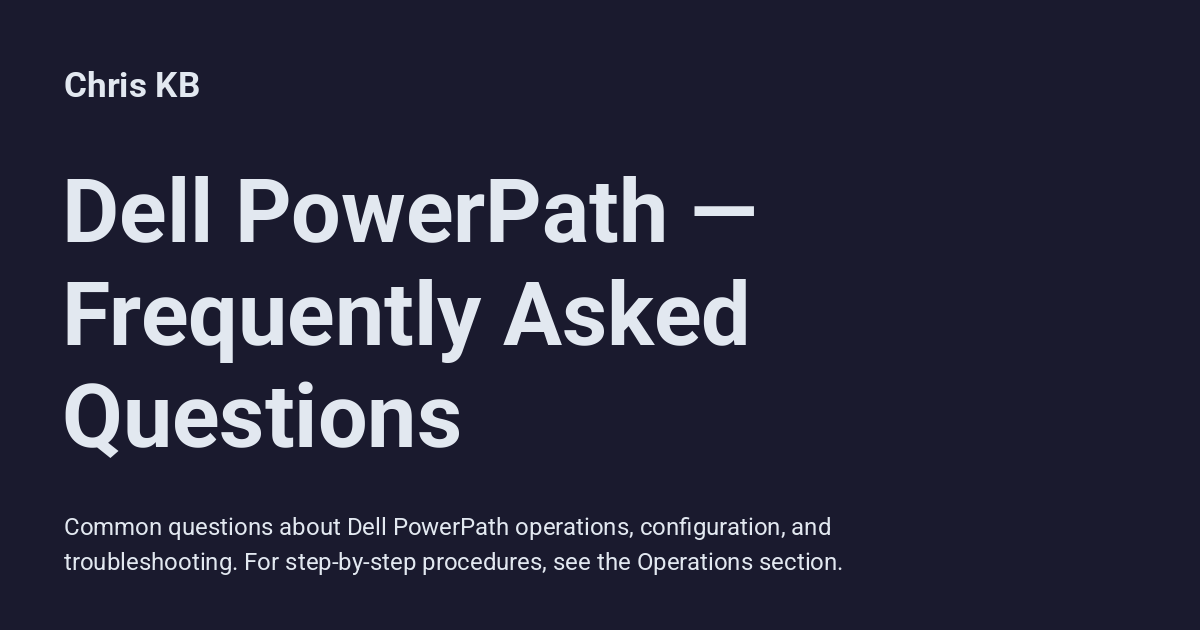 Chris KB
Dell PowerPath —
Frequently Asked
Questions
Common questions about Dell PowerPath operations, configuration, and
troubleshooting. For step-by-step procedures, see the Operations section.